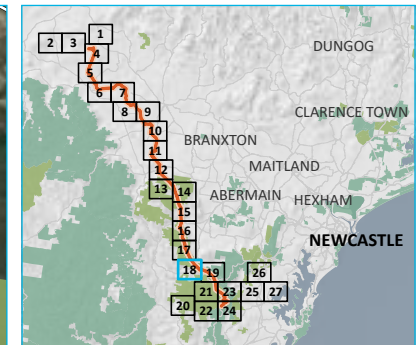 1
2 3
4
DUNGOG
5
6 7
8 9
CLARENCE TOWN
10
BRANXTON
11
MAITLAND
12
13 14
ABERMAIN HEXHAM
15
16
NEWCASTLE
17
18 19 26
21 23 25 27
20 22 24